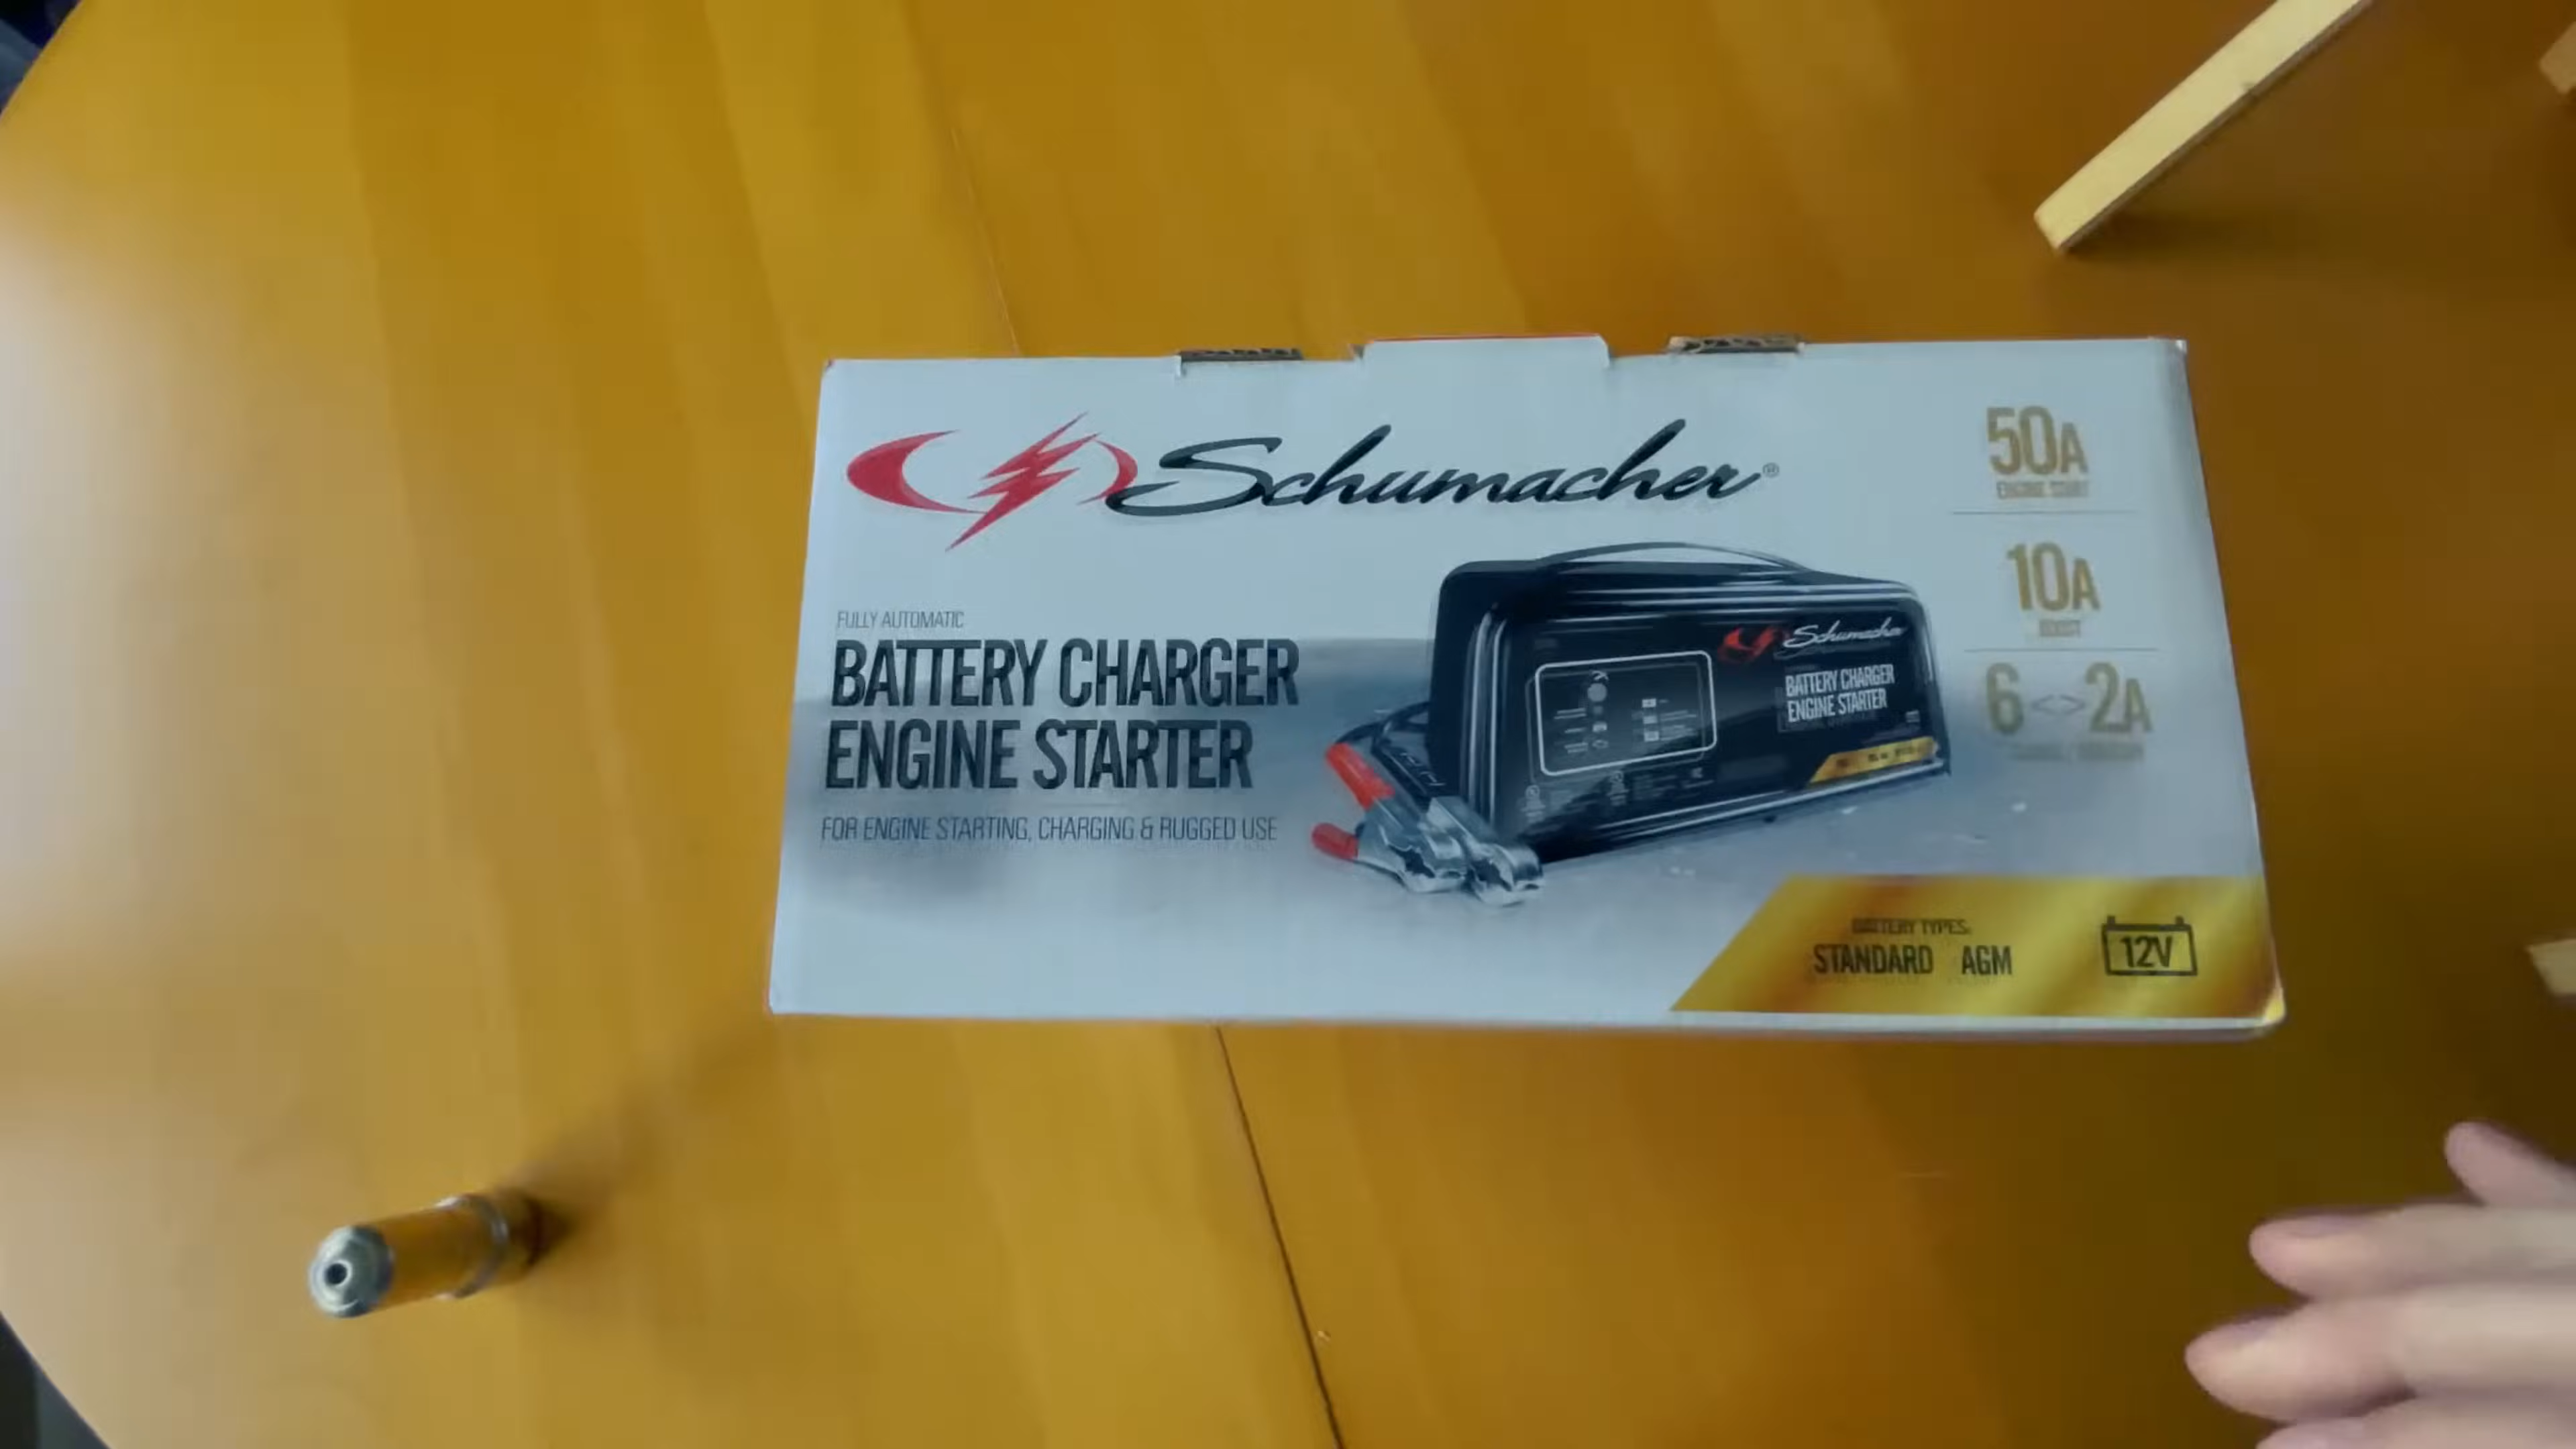 Schumacher®
50A
ENGINE START
10A
BOOST
6<>2A
FULLY AUTOMATIC
BATTERY CHARGER
ENGINE STARTER
FOR ENGINE STARTING, CHARGING & RUGGED USE
Schumacher
BATTERY CHARGER
ENGINE STARTER
BATTERY TYPES:
STANDARD AGM
12V